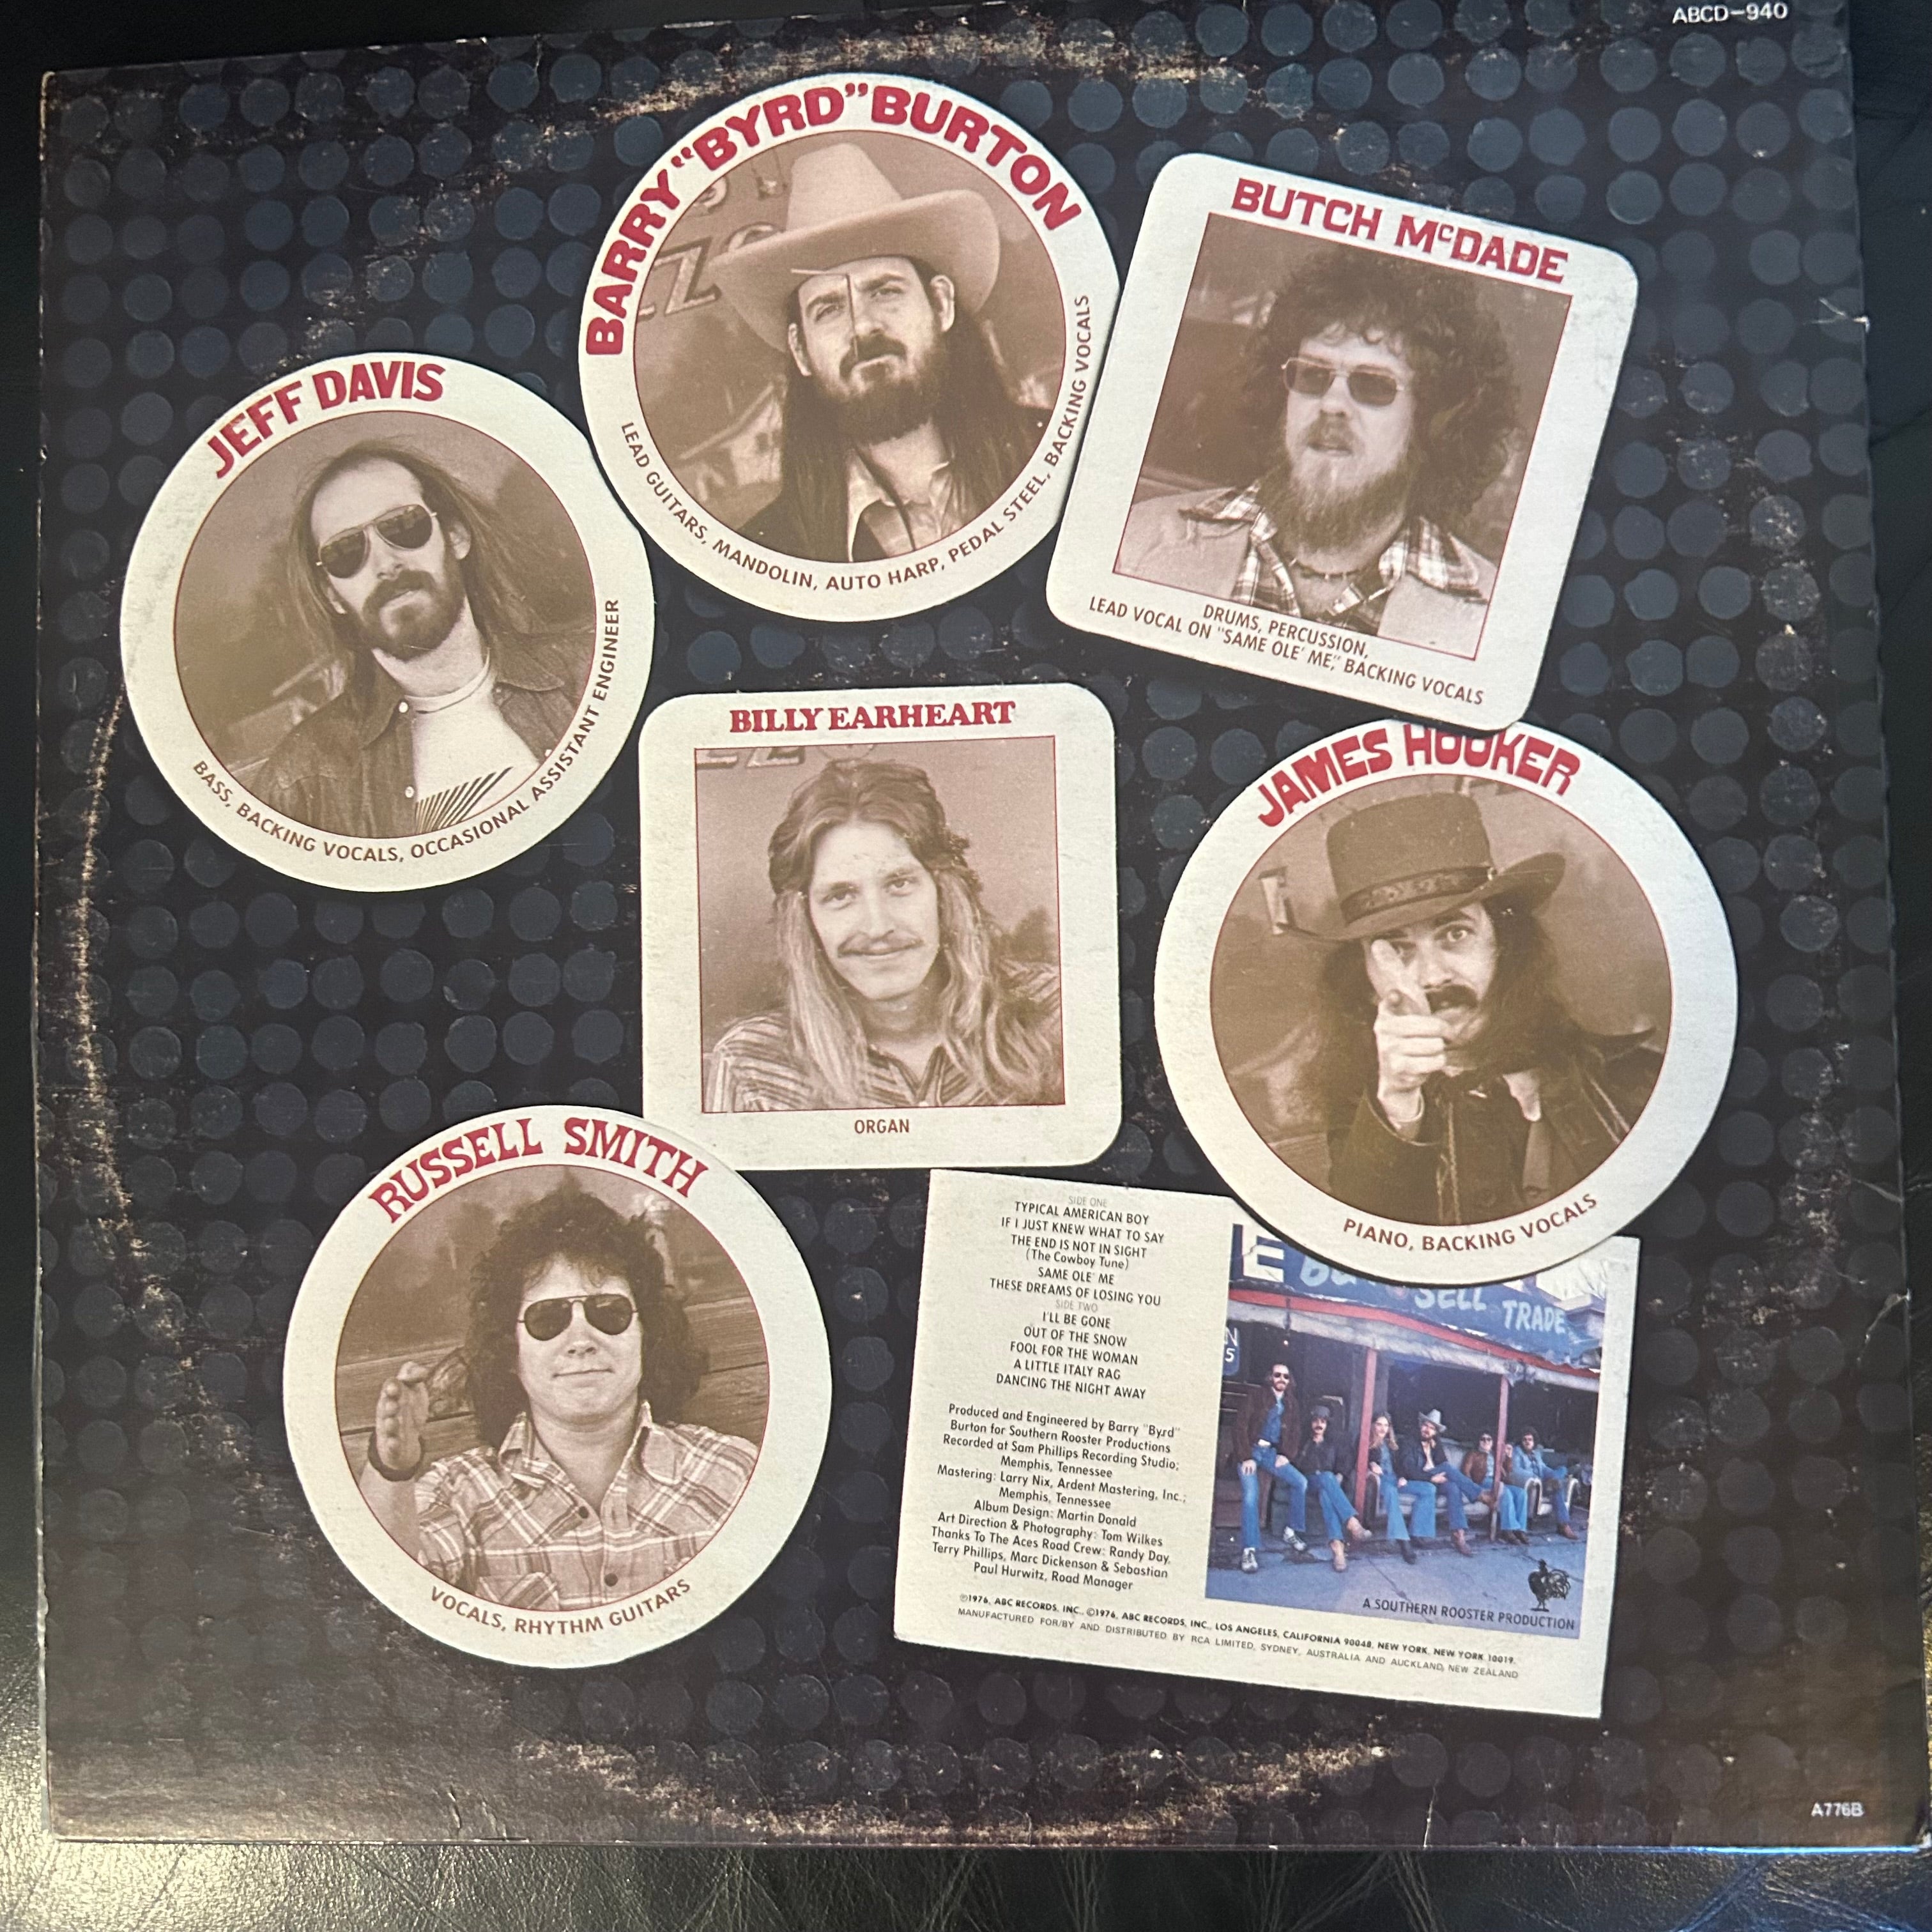 ABCD-940
BARRY "BYRD" BURTON
LEAD GUITARS, MANDOLIN, AUTO HARP, PEDAL STEEL, BACKING VOCALS
BUTCH McDADE
DRUMS, PERCUSSION,
LEAD VOCAL ON "SAME OLE' ME," BACKING VOCALS
JEFF DAVIS
BASS, BACKING VOCALS, OCCASIONAL ASSISTANT ENGINEER
BILLY EARHEART
ORGAN
JAMES HOOKER
PIANO, BACKING VOCALS
RUSSELL SMITH
VOCALS, RHYTHM GUITARS
SIDE ONE
TYPICAL AMERICAN BOY
IF I JUST KNEW WHAT TO SAY
THE END IS NOT IN SIGHT
(The Cowboy Tune)
SAME OLE' ME
THESE DREAMS OF LOSING YOU
SIDE TWO
I'LL BE GONE
OUT OF THE SNOW
FOOL FOR THE WOMAN
A LITTLE ITALY RAG
DANCING THE NIGHT AWAY
Produced and Engineered by Barry "Byrd"
Burton for Southern Rooster Productions
Recorded at Sam Phillips Recording Studio;
Memphis, Tennessee
Mastering: Larry Nix, Ardent Mastering, Inc.;
Memphis, Tennessee
Album Design: Martin Donald
Art Direction & Photography: Tom Wilkes
Thanks To The Aces Road Crew: Randy Day,
Terry Phillips, Marc Dickenson & Sebastian
Paul Hurwitz, Road Manager
SELL TRADE
A SOUTHERN ROOSTER PRODUCTION
℗1976, ABC RECORDS, INC., ©1976, ABC RECORDS, INC., LOS ANGELES, CALIFORNIA 90048, NEW YORK, NEW YORK 10019.
MANUFACTURED FOR/BY AND DISTRIBUTED BY RCA LIMITED, SYDNEY, AUSTRALIA AND AUCKLAND, NEW ZEALAND
A776B